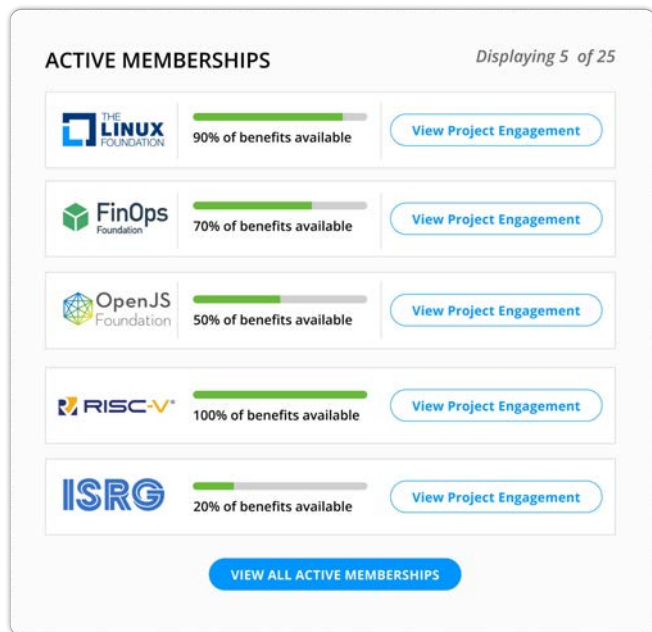 ACTIVE MEMBERSHIPS
Displaying 5 of 25
THE
LINUX
FOUNDATION
90% of benefits available
View Project Engagement
FinOps
Foundation
70% of benefits available
View Project Engagement
OpenJS
Foundation
50% of benefits available
View Project Engagement
RISC-V®
100% of benefits available
View Project Engagement
ISRG
20% of benefits available
View Project Engagement
VIEW ALL ACTIVE MEMBERSHIPS